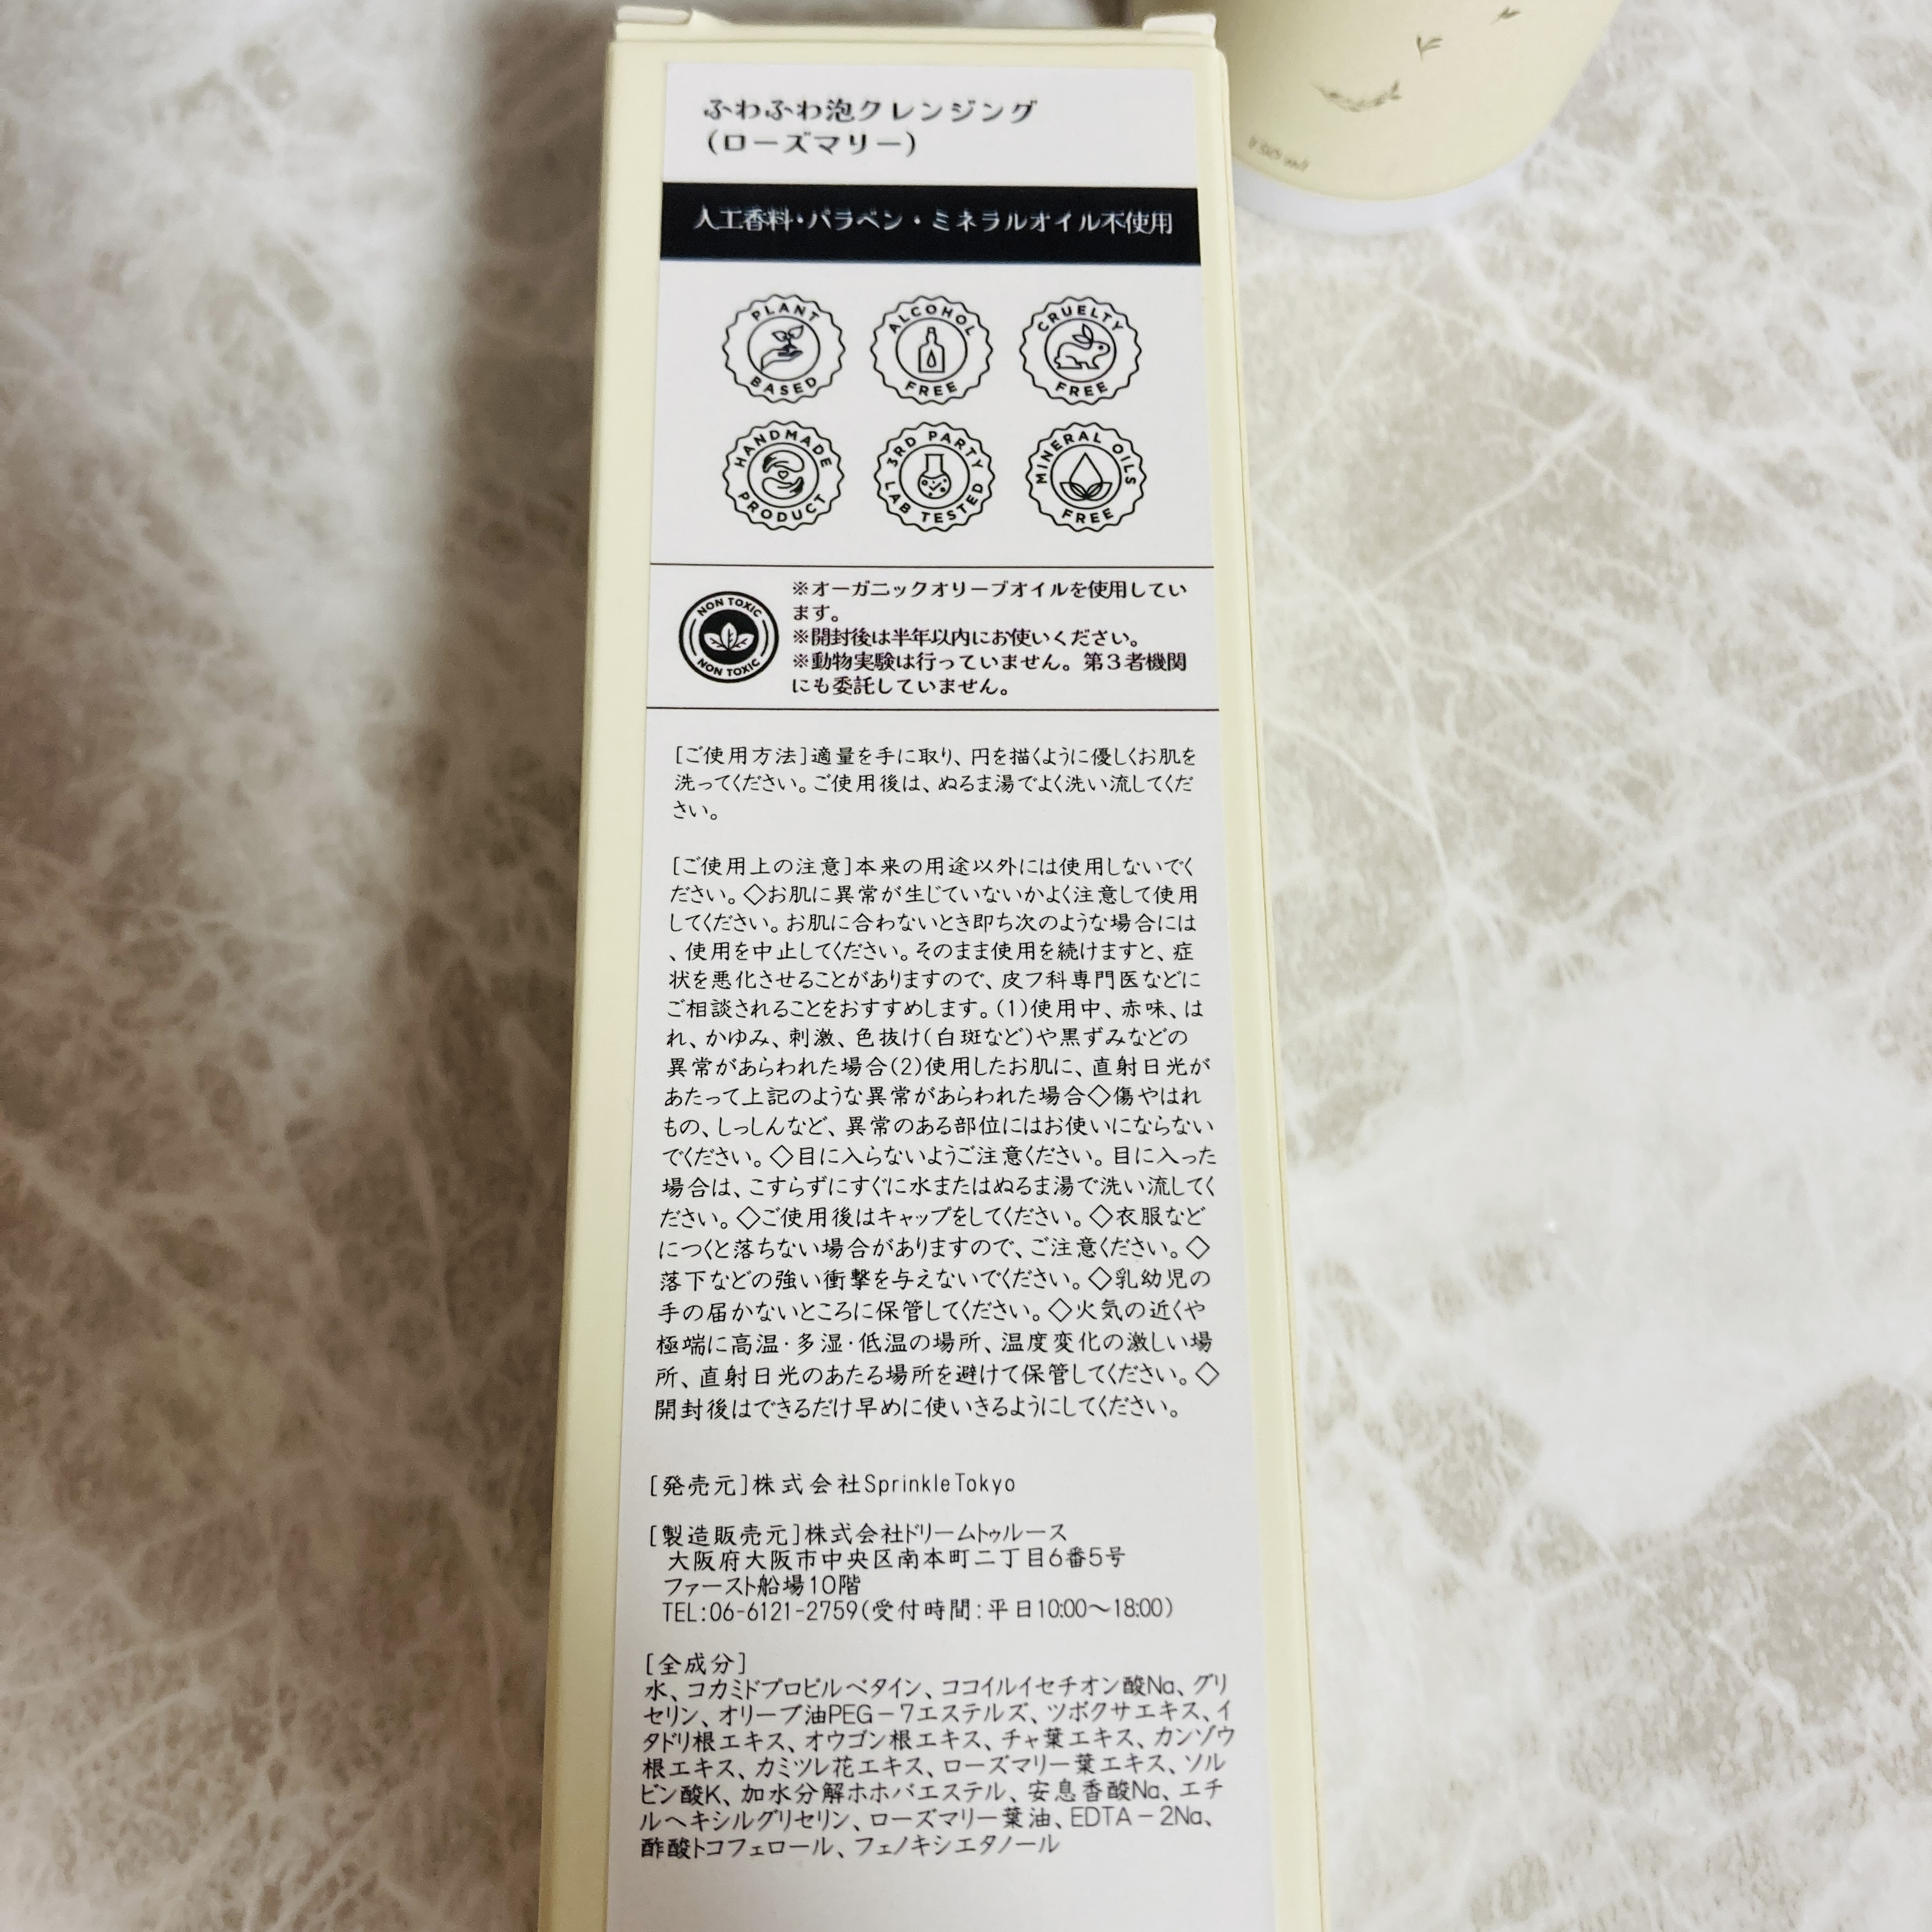 ふわふわ泡クレンジング
(ローズマリー)
人工香料・パラベン・ミネラルオイル不使用
PLANT BASED
ALCOHOL FREE
CRUELTY FREE
HANDMADE PRODUCT
3RD PARTY LAB TESTED
MINERAL OILS FREE
NON TOXIC
NON TOXIC
※オーガニックオリーブオイルを使用してい
ます。
※開封後は半年以内にお使いください。
※動物実験は行っていません。第３者機関
にも委託していません。
[ご使用方法]適量を手に取り、円を描くように優しくお肌を
洗ってください。ご使用後は、ぬるま湯でよく洗い流してくだ
さい。
[ご使用上の注意]本来の用途以外には使用しないでく
ださい。◇お肌に異常が生じていないかよく注意して使用
してください。お肌に合わないとき即ち次のような場合には
、使用を中止してください。そのまま使用を続けますと、症
状を悪化させることがありますので、皮フ科専門医などに
ご相談されることをおすすめします。(1)使用中、赤味、は
れ、かゆみ、刺激、色抜け(白斑など)や黒ずみなどの
異常があらわれた場合(2)使用したお肌に、直射日光が
あたって上記のような異常があらわれた場合◇傷やはれ
もの、しっしんなど、異常のある部位にはお使いにならない
でください。◇目に入らないようご注意ください。目に入った
場合は、こすらずにすぐに水またはぬるま湯で洗い流してく
ださい。◇ご使用後はキャップをしてください。◇衣服など
につくと落ちない場合がありますので、ご注意ください。◇
落下などの強い衝撃を与えないでください。◇乳幼児の
手の届かないところに保管してください。◇火気の近くや
極端に高温・多湿・低温の場所、温度変化の激しい場
所、直射日光のあたる場所を避けて保管してください。◇
開封後はできるだけ早めに使いきるようにしてください。
[発売元]株式会社SprinkleTokyo
[製造販売元]株式会社ドリームトゥルース
大阪府大阪市中央区南本町二丁目6番5号
ファースト船場10階
TEL:06-6121-2759(受付時間:平日10:00～18:00)
[全成分]
水、コカミドプロピルベタイン、ココイルイセチオン酸Na、グリ
セリン、オリーブ油PEG－7エステルズ、ツボクサエキス、イ
タドリ根エキス、オウゴン根エキス、チャ葉エキス、カンゾウ
根エキス、カミツレ花エキス、ローズマリー葉エキス、ソル
ビン酸K、加水分解ホホバエステル、安息香酸Na、エチ
ルヘキシルグリセリン、ローズマリー葉油、EDTA－2Na、
酢酸トコフェロール、フェノキシエタノール